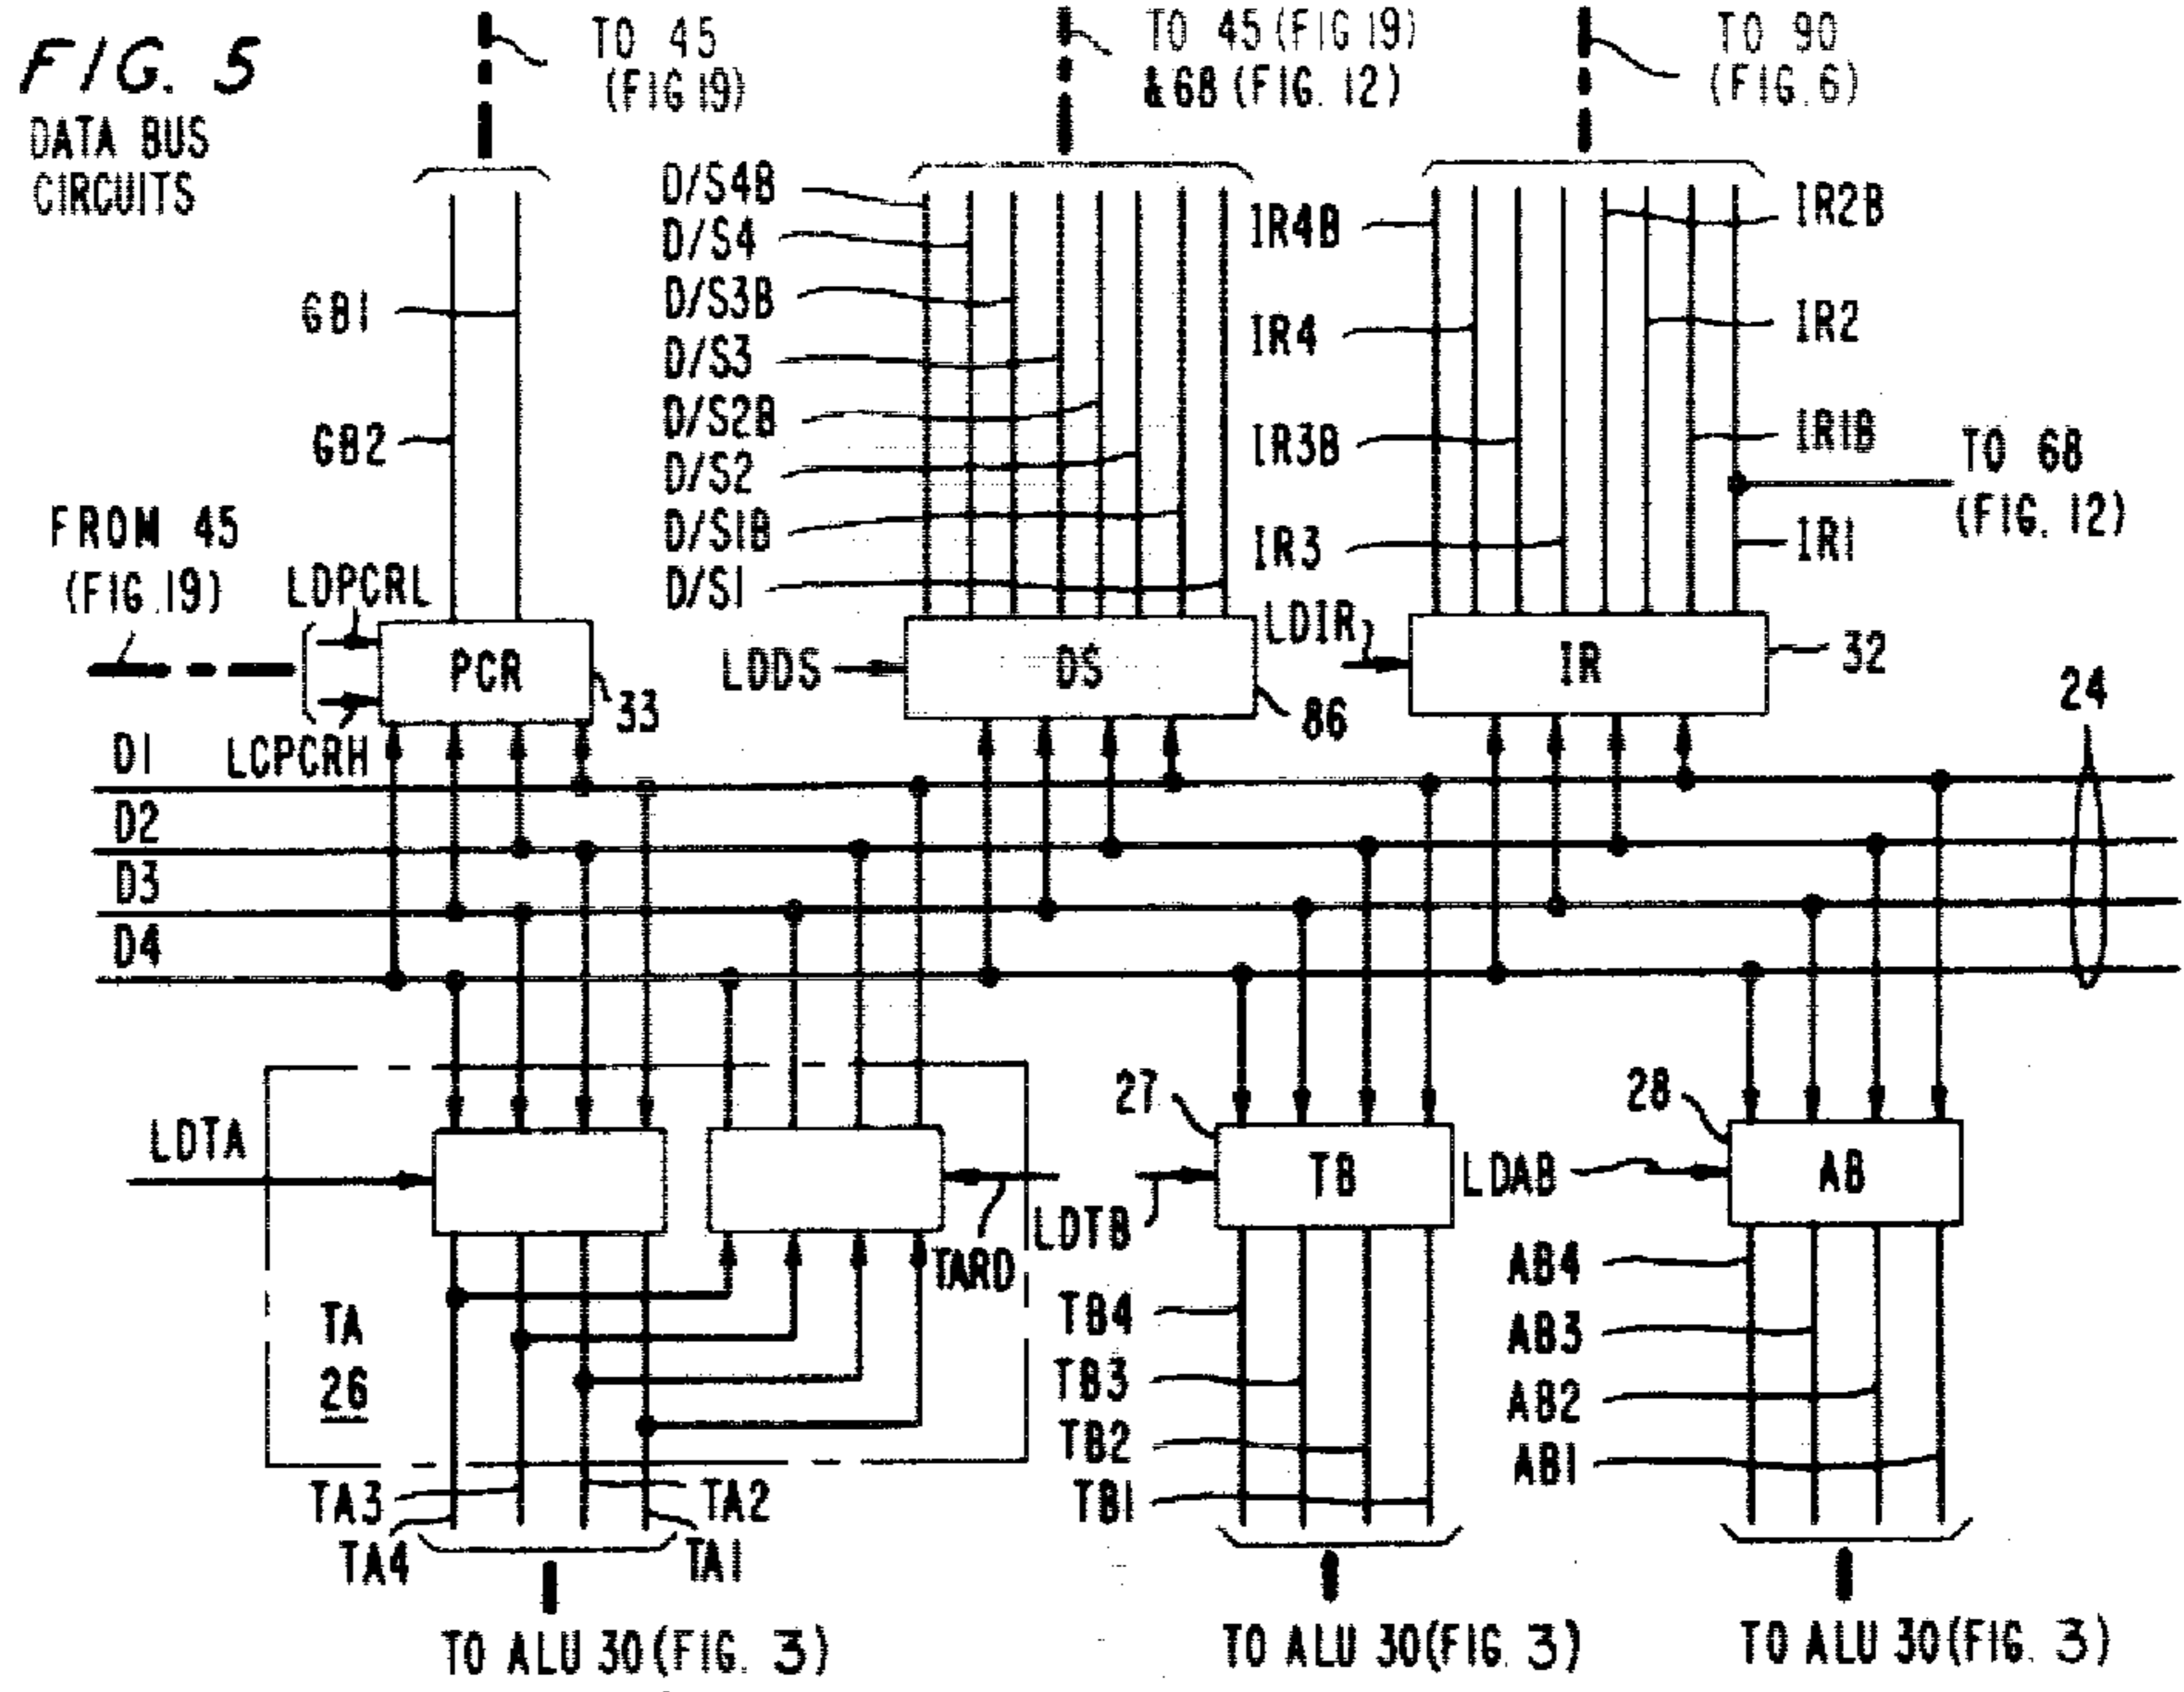 FIG. 5
DATA BUS
CIRCUITS
TO 45
(FIG 19)
TO 45 (FIG 19)
& 68 (FIG. 12)
TO 90
(FIG. 6)
GB1
GB2
D/S4B
D/S4
D/S3B
D/S3
D/S2B
D/S2
D/S1B
D/S1
IR4B
IR4
IR3B
IR3
IR2B
IR2
IR1B
IR1
TO 68
(FIG. 12)
FROM 45
(FIG. 19)
LDPCRL
LCPCRH
PCR
33
LDDS
DS
86
LDIR
IR
32
24
D1
D2
D3
D4
LDTA
TA
26
TARD
TA3
TA4
TA2
TA1
TO ALU 30 (FIG. 3)
27
LDTB
TB
TB4
TB3
TB2
TB1
TO ALU 30 (FIG. 3)
28
LDAB
AB
AB4
AB3
AB2
AB1
TO ALU 30 (FIG. 3)